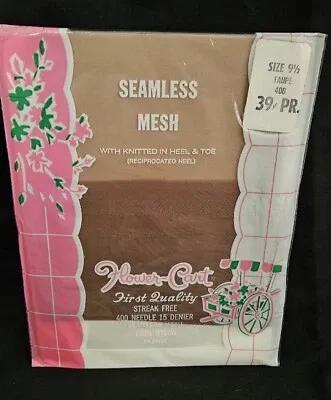 SIZE 9½
TAUPE
400
39¢ PR.
SEAMLESS
MESH
WITH KNITTED IN HEEL & TOE
(RECIPROCATED HEEL)
Flower-Cart
First Quality
STREAK FREE
400 NEEDLE 15 DENIER